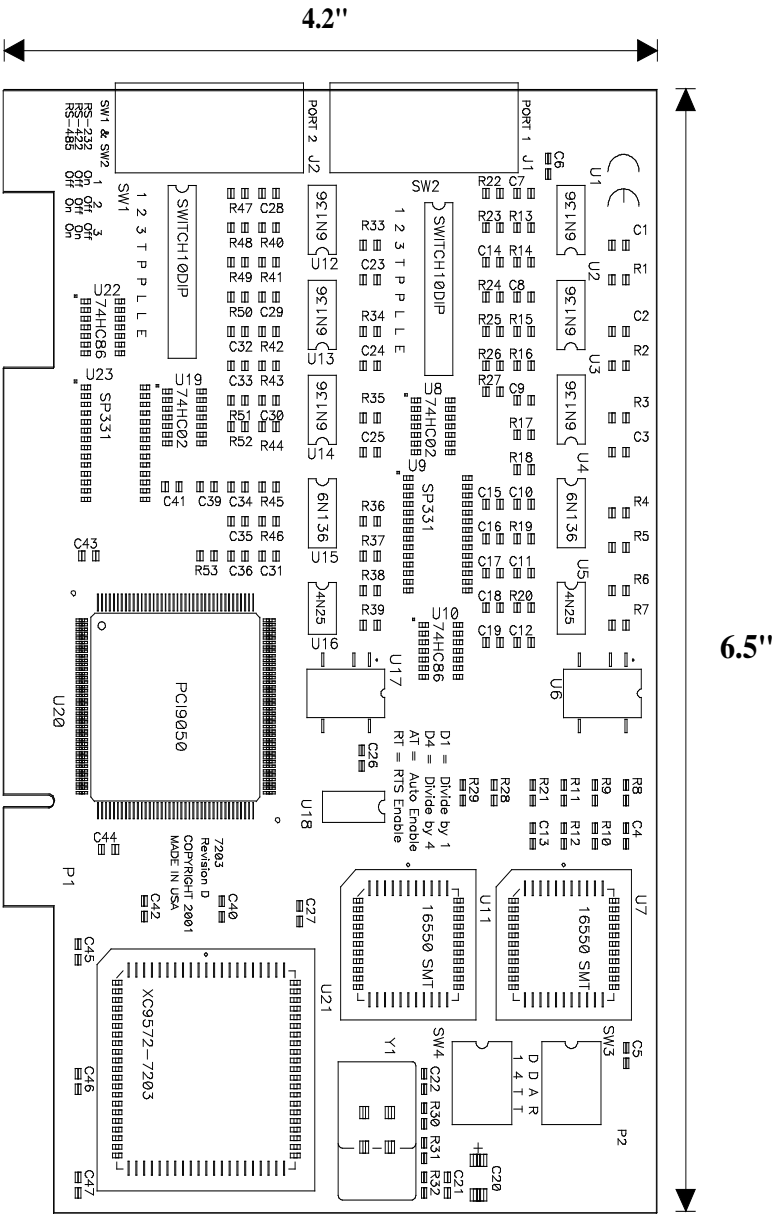 4.2"
6.5"
SW1 & SW2
1 2 3
RS-232 On Off Off
RS-422 Off On Off
RS-485 Off On On
PORT 2
J2
PORT 1
J1
SW1
SWITCH10DIP
1 2 3 T P P L L E
SW2
SWITCH10DIP
1 2 3 T P P L L E
C6
U1
6N136
U2
6N136
U3
6N136
U4
6N136
U5
4N25
U12
6N136
U13
6N136
U14
6N136
U15
6N136
U16
4N25
R47 C28
R48 R40
R49 R41
R50 C29
C32 R42
C33 R43
R51 C30
R52 R44
C41 C39 C34 R45
C35 R46
R53 C36 C31
R33
C23
R34
C24
R35
C25
R36
R37
R38
R39
R22 C7
R23 R13
C14 R14
R24 C8
R25 R15
R26 R16
R27 C9
R17
R18
C15 C10
C16 R19
C17 C11
C18 R20
C19 C12
C1
R1
C2
R2
R3
C3
R4
R5
R6
R7
U22
74HC86
U23
SP331
U19
74HC02
U8
74HC02
U9
SP331
U10
74HC86
C43
U20
PCI9050
U17
U6
C26
U18
D1 = Divide by 1
D4 = Divide by 4
AT = Auto Enable
RT = RTS Enable
R29
R28
R21
R11
R9
R8
C13
R12
R10
C4
C44
P1
7203
Revision D
COPYRIGHT 2001
MADE IN USA
C42
C40
C27
C45
C46
C47
U11
16550 SMT
U7
16550 SMT
U21
XC9572-7203
Y1
C22
R30
R31
R32
C21
C20
+
SW4
SW3
D D A R
1 4 T T
C5
P2